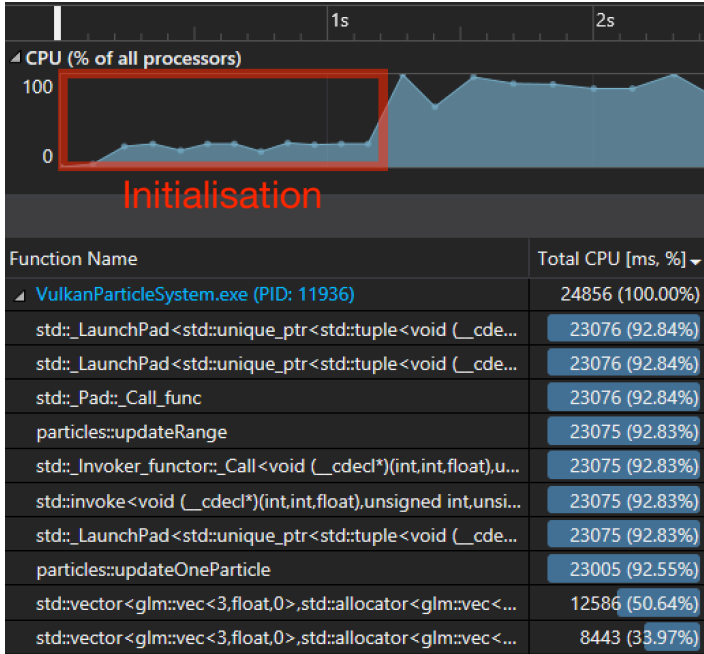 1s
2s
CPU (% of all processors)
100
0
Initialisation
Function Name Total CPU [ms, %]
VulkanParticleSystem.exe (PID: 11936) 24856 (100.00%)
std::_LaunchPad<std::unique_ptr<std::tuple<void (__cde... 23076 (92.84%)
std::_LaunchPad<std::unique_ptr<std::tuple<void (__cde... 23076 (92.84%)
std::_Pad::_Call_func 23076 (92.84%)
particles::updateRange 23075 (92.83%)
std::_Invoker_functor::_Call<void (__cdecl*)(int,int,float),u... 23075 (92.83%)
std::invoke<void (__cdecl*)(int,int,float),unsigned int,unsi... 23075 (92.83%)
std::_LaunchPad<std::unique_ptr<std::tuple<void (__cde... 23075 (92.83%)
particles::updateOneParticle 23005 (92.55%)
std::vector<glm::vec<3,float,0>,std::allocator<glm::vec<... 12586 (50.64%)
std::vector<glm::vec<3,float,0>,std::allocator<glm::vec<... 8443 (33.97%)